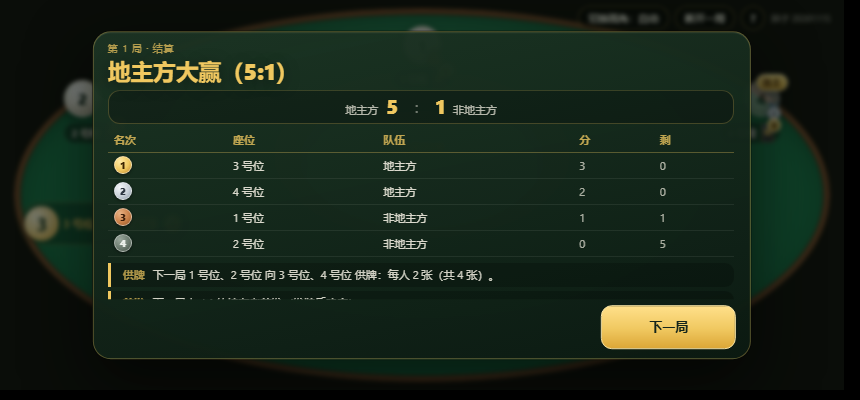 第 1 局 · 结算
地主方大赢（5:1）
地主方 5 : 1 非地主方
名次 座位 队伍 分 剩
1 3 号位 地主方 3 0
2 4 号位 地主方 2 0
3 1 号位 非地主方 1 1
4 2 号位 非地主方 0 5
供牌 下一局 1 号位、2 号位 向 3 号位、4 号位 供牌：每人 2 张（共 4 张）。
下一局
2
3